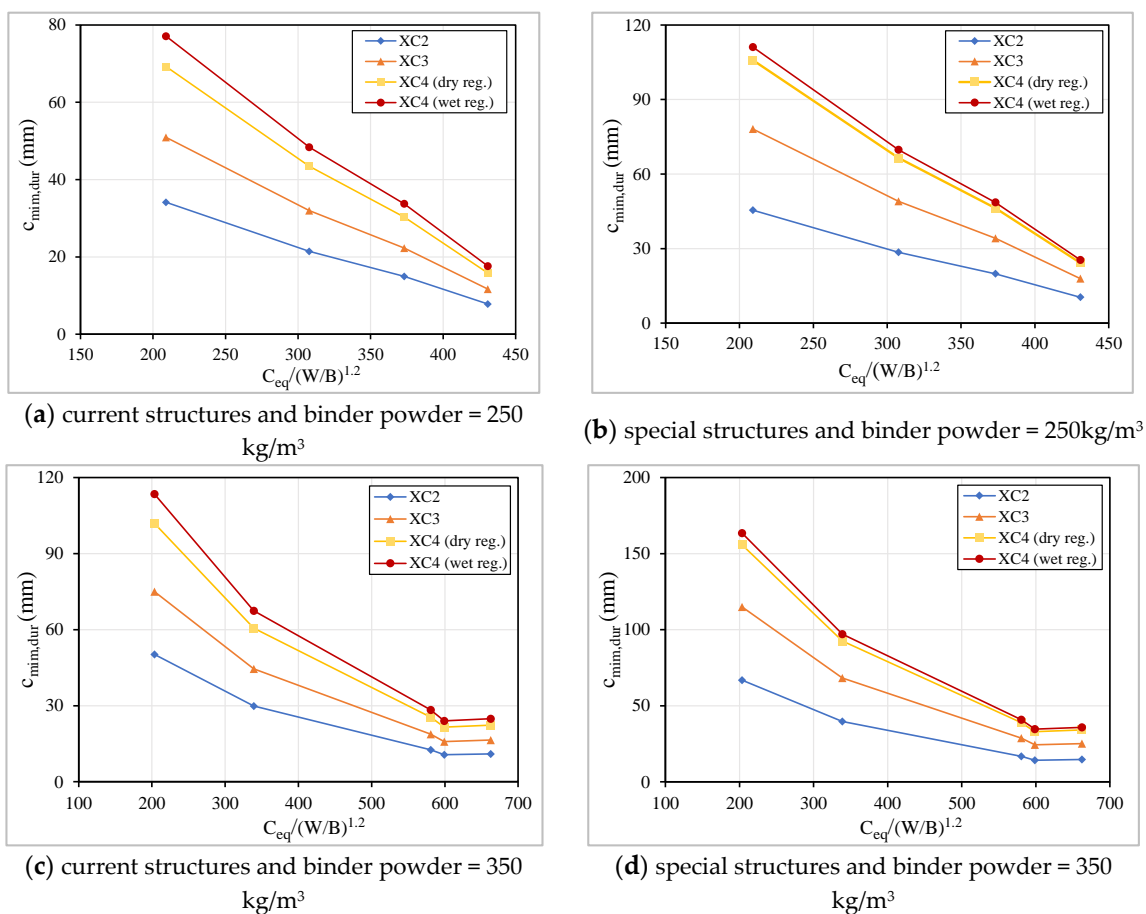 80
60
40
20
0
c_mim,dur (mm)
XC2
XC3
XC4 (dry reg.)
XC4 (wet reg.)
150 200 250 300 350 400 450
C_eq/(W/B)^1.2
(a) current structures and binder powder = 250
kg/m³
120
90
60
30
0
c_mim,dur (mm)
XC2
XC3
XC4 (dry reg.)
XC4 (wet reg.)
150 200 250 300 350 400 450
C_eq/(W/B)^1.2
(b) special structures and binder powder = 250kg/m³
120
90
60
30
0
c_mim,dur (mm)
XC2
XC3
XC4 (dry reg.)
XC4 (wet reg.)
100 200 300 400 500 600 700
C_eq/(W/B)^1.2
(c) current structures and binder powder = 350
kg/m³
200
150
100
50
0
c_mim,dur (mm)
XC2
XC3
XC4 (dry reg.)
XC4 (wet reg.)
100 200 300 400 500 600 700
C_eq/(W/B)^1.2
(d) special structures and binder powder = 350
kg/m³